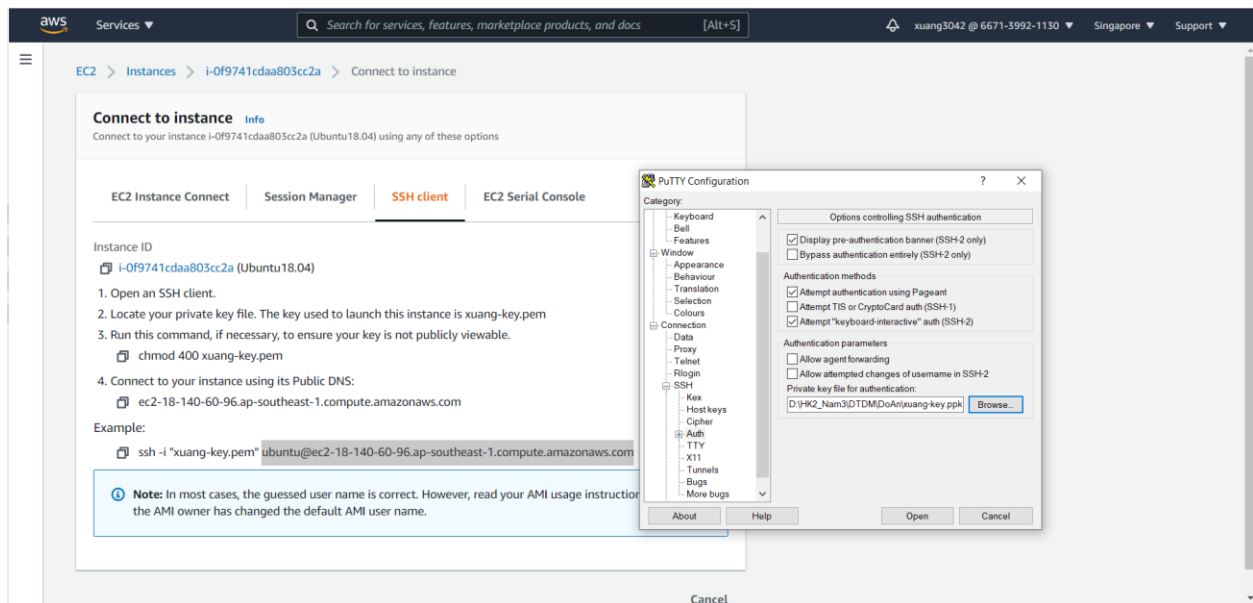 aws
Services ▼
Search for services, features, marketplace products, and docs
[Alt+S]
xuang3042 @ 6671-3992-1130 ▼
Singapore ▼
Support ▼
EC2 > Instances > i-0f9741cdaa803cc2a > Connect to instance
Connect to instance Info
Connect to your instance i-0f9741cdaa803cc2a (Ubuntu18.04) using any of these options
EC2 Instance Connect
Session Manager
SSH client
EC2 Serial Console
Instance ID
i-0f9741cdaa803cc2a (Ubuntu18.04)
1. Open an SSH client.
2. Locate your private key file. The key used to launch this instance is xuang-key.pem
3. Run this command, if necessary, to ensure your key is not publicly viewable.
chmod 400 xuang-key.pem
4. Connect to your instance using its Public DNS:
ec2-18-140-60-96.ap-southeast-1.compute.amazonaws.com
Example:
ssh -i "xuang-key.pem" ubuntu@ec2-18-140-60-96.ap-southeast-1.compute.amazonaws.com
Note: In most cases, the guessed user name is correct. However, read your AMI usage instruction
the AMI owner has changed the default AMI user name.
Cancel
PuTTY Configuration
? X
Category:
Keyboard
Bell
Features
Window
Appearance
Behaviour
Translation
Selection
Colours
Connection
Data
Proxy
Telnet
Rlogin
SSH
Kex
Host keys
Cipher
Auth
TTY
X11
Tunnels
Bugs
More bugs
Options controlling SSH authentication
Display pre-authentication banner (SSH-2 only)
Bypass authentication entirely (SSH-2 only)
Authentication methods
Attempt authentication using Pageant
Attempt TIS or CryptoCard auth (SSH-1)
Attempt "keyboard-interactive" auth (SSH-2)
Authentication parameters
Allow agent forwarding
Allow attempted changes of username in SSH-2
Private key file for authentication:
D:\HK2_Nam3\DTDM\DoAn\xuang-key.ppk
Browse...
About
Help
Open
Cancel